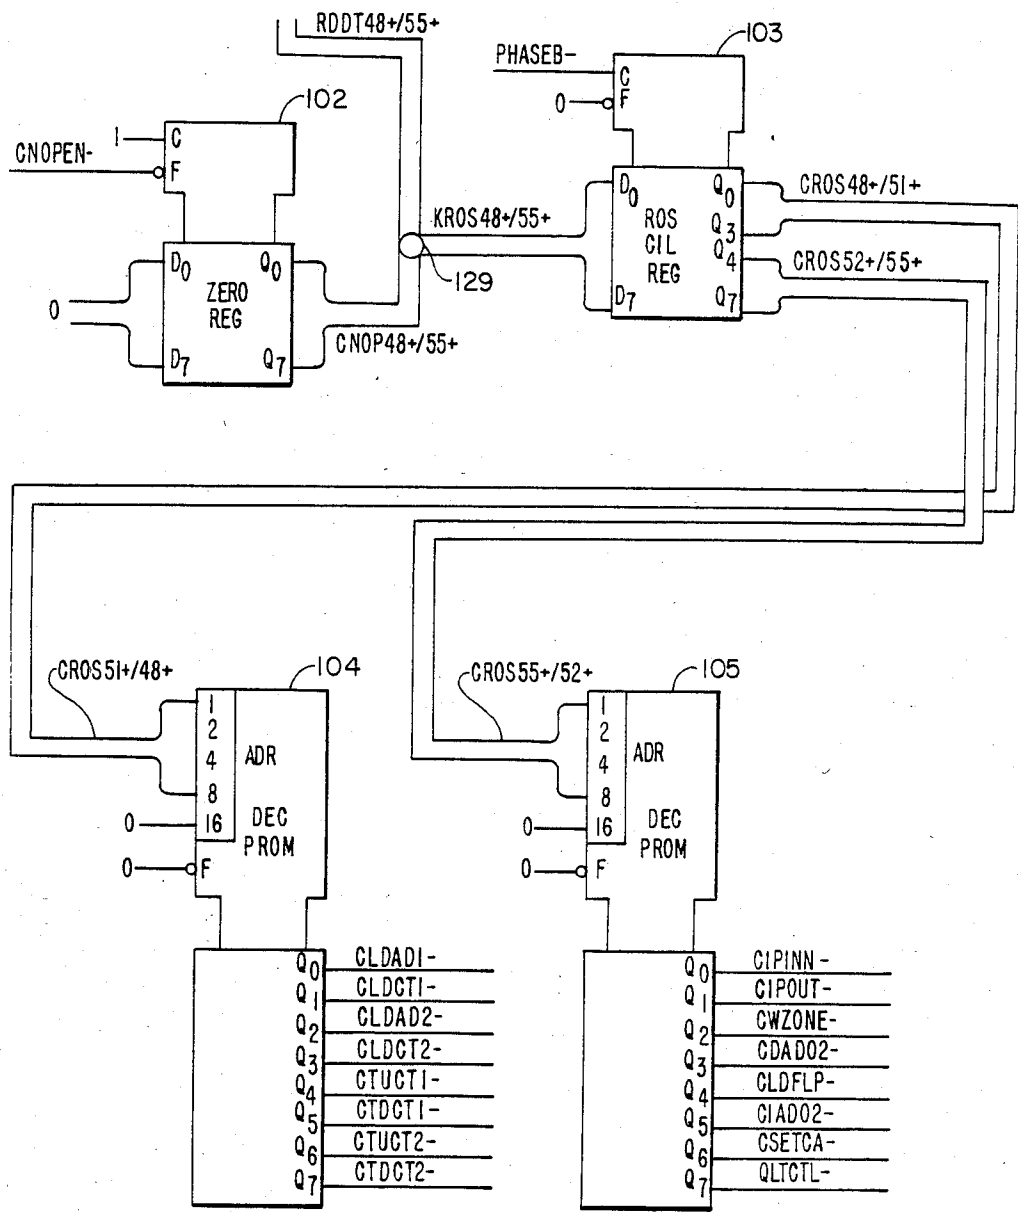 RDDT48+/55+
103
PHASEB-
C
0 F
102
1 C
CNOPEN-
F
KROS48+/55+
129
D0 Q0
ROS
CIL
REG
Q3
Q4
D7 Q7
CROS48+/51+
CROS52+/55+
D0 Q0
0
ZERO
REG
D7 Q7
CNOP48+/55+
CROS51+/48+
104
1
2
4
8
0 16
0 F
ADR
DEC
PROM
CROS55+/52+
105
1
2
4
8
0 16
0 F
ADR
DEC
PROM
Q0 CLDAD1-
Q1 CLDCT1-
Q2 CLDAD2-
Q3 CLDCT2-
Q4 CTUCT1-
Q5 CTDCT1-
Q6 CTUCT2-
Q7 CTDCT2-
Q0 CIPINN-
Q1 CIPOUT-
Q2 CWZONE-
Q3 CDADO2-
Q4 CLDFLP-
Q5 CIADO2-
Q6 CSETCA-
Q7 QLTCTL-